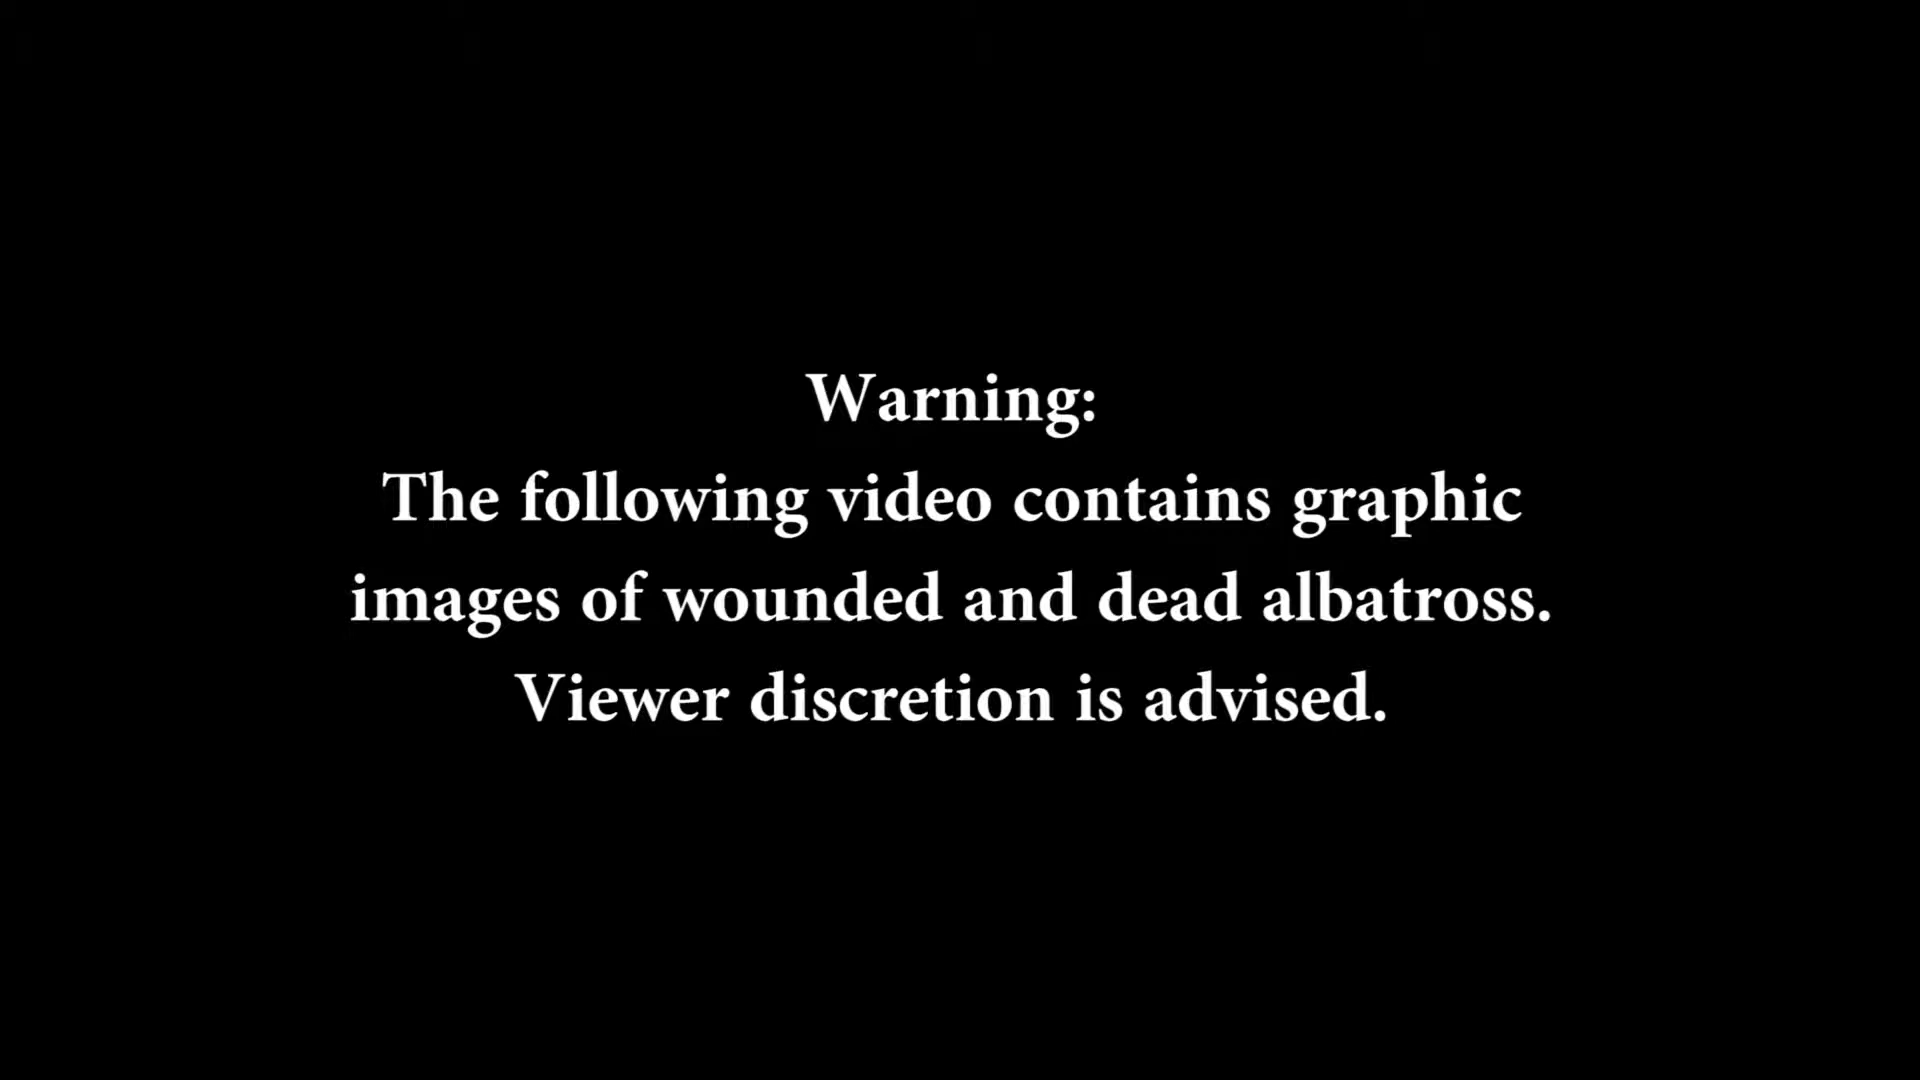 Warning:
The following video contains graphic
images of wounded and dead albatross.
Viewer discretion is advised.